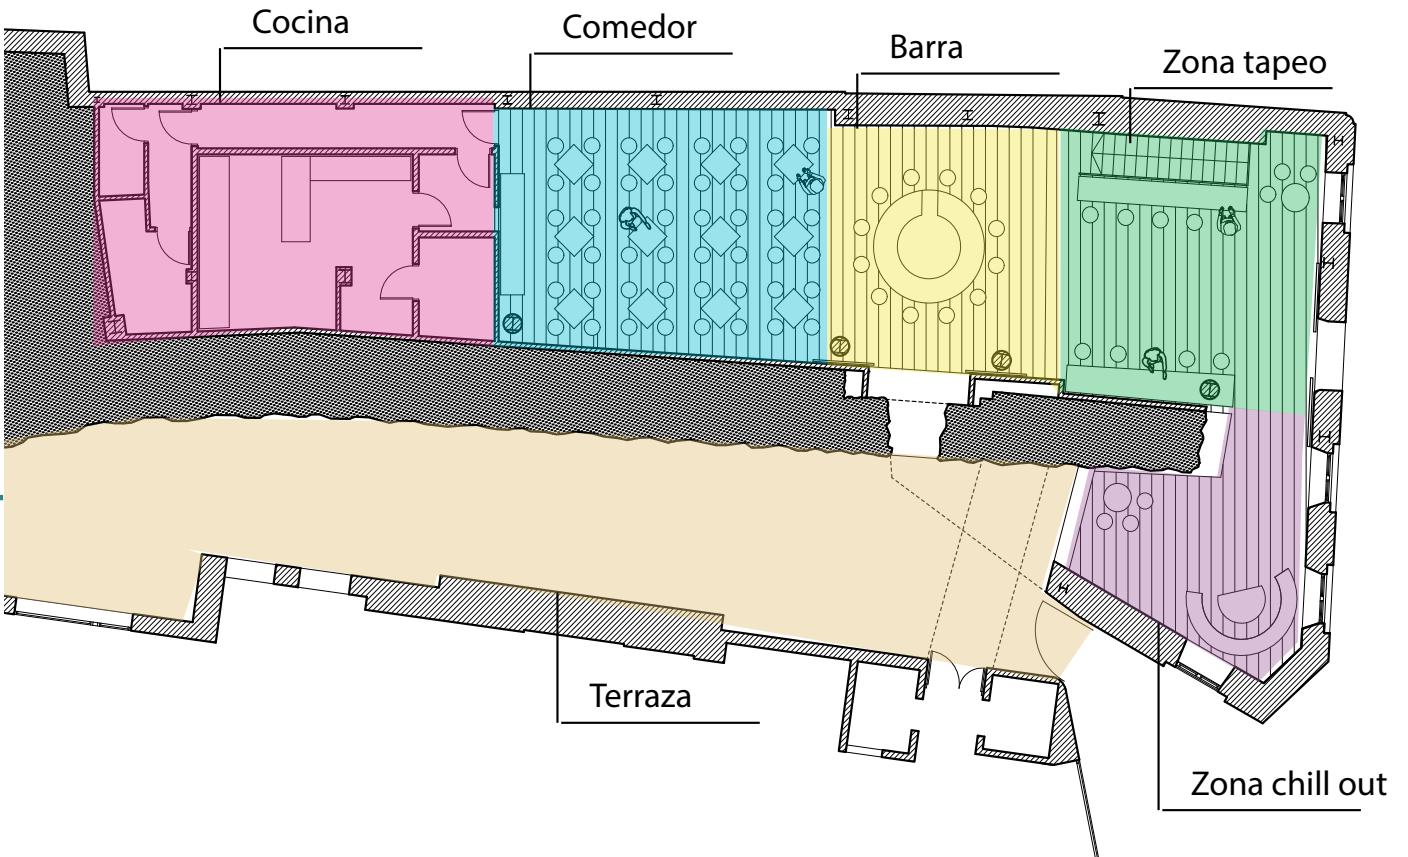 Cocina
Comedor
Barra
Zona tapeo
Terraza
Zona chill out